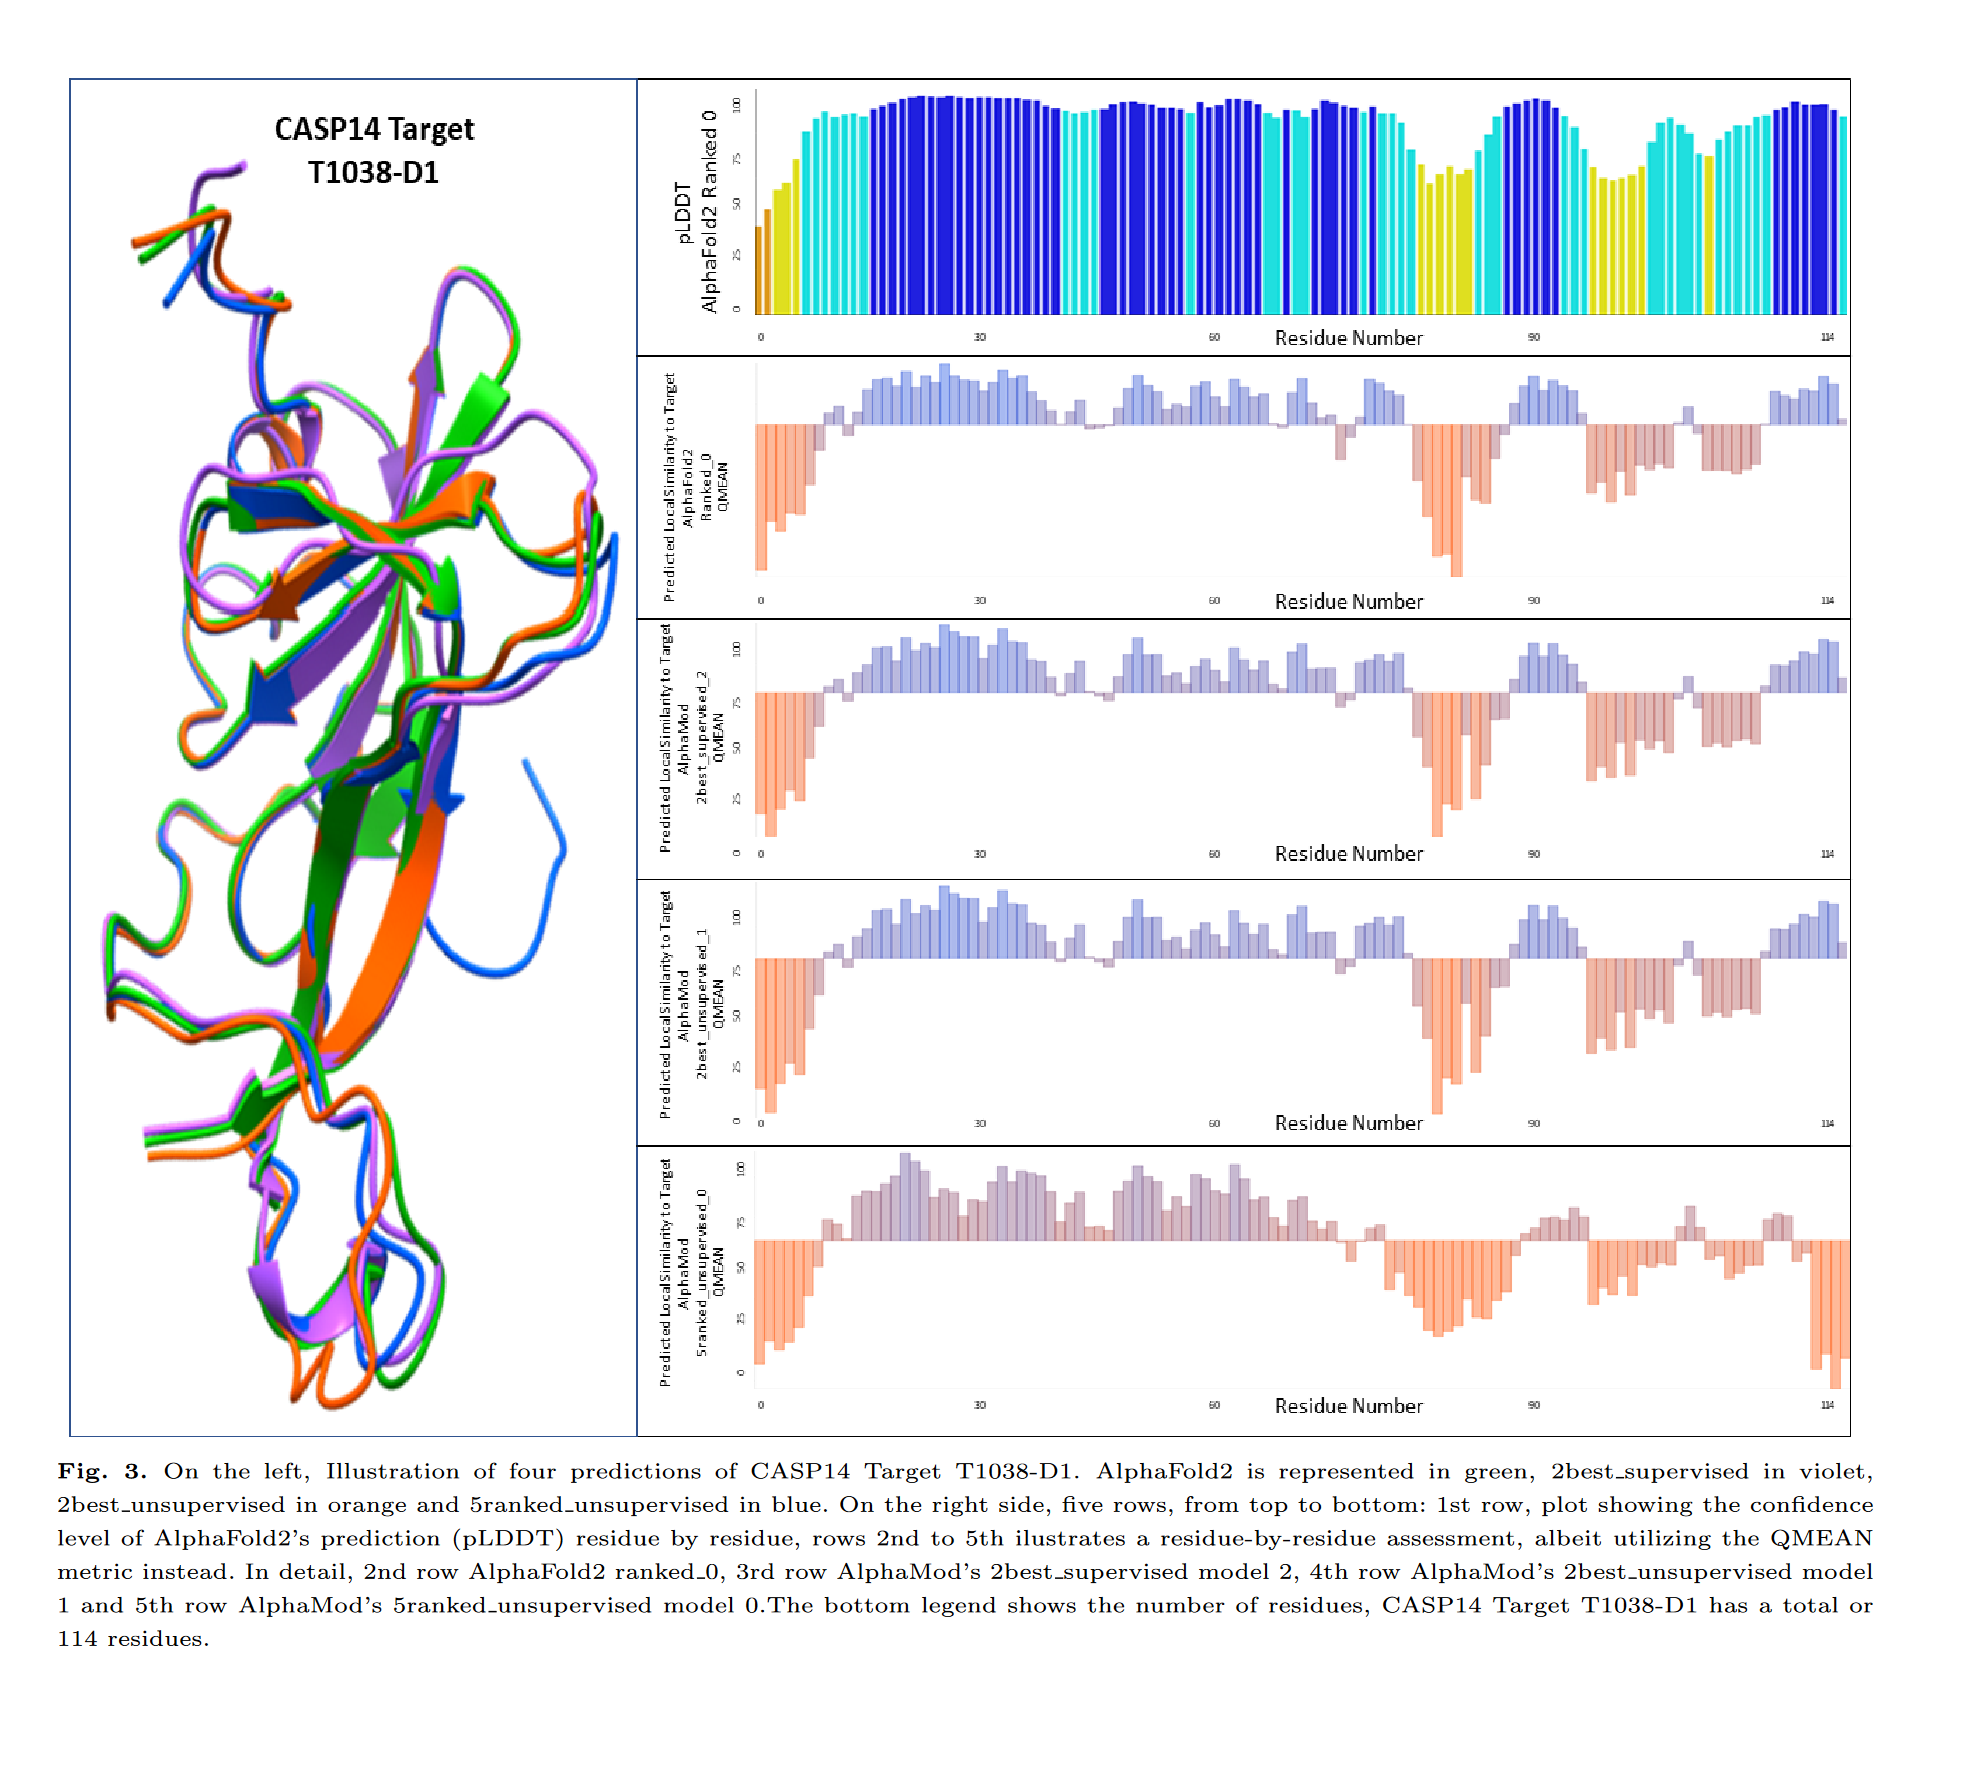 CASP14 Target
T1038-D1
pLDDT
AlphaFold2 Ranked 0
0 25 50 75 100
0 30 60 90 114
Residue Number
Predicted Local Similarity to Target
AlphaFold2
Ranked_0
QMEAN
0 30 60 90 114
Residue Number
Predicted Local Similarity to Target
AlphaMod
2best_supervised_2
QMEAN
0 25 50 75 100
0 30 60 90 114
Residue Number
Predicted Local Similarity to Target
AlphaMod
2best_unsupervised_1
QMEAN
0 25 50 75 100
0 30 60 90 114
Residue Number
Predicted Local Similarity to Target
AlphaMod
5ranked_unsupervised_0
QMEAN
0 25 50 75 100
0 30 60 90 114
Residue Number
Fig. 3. On the left, Illustration of four predictions of CASP14 Target T1038-D1. AlphaFold2 is represented in green, 2best_supervised in violet,
2best_unsupervised in orange and 5ranked_unsupervised in blue. On the right side, five rows, from top to bottom: 1st row, plot showing the confidence
level of AlphaFold2's prediction (pLDDT) residue by residue, rows 2nd to 5th ilustrates a residue-by-residue assessment, albeit utilizing the QMEAN
metric instead. In detail, 2nd row AlphaFold2 ranked_0, 3rd row AlphaMod's 2best_supervised model 2, 4th row AlphaMod's 2best_unsupervised model
1 and 5th row AlphaMod's 5ranked_unsupervised model 0.The bottom legend shows the number of residues, CASP14 Target T1038-D1 has a total or
114 residues.